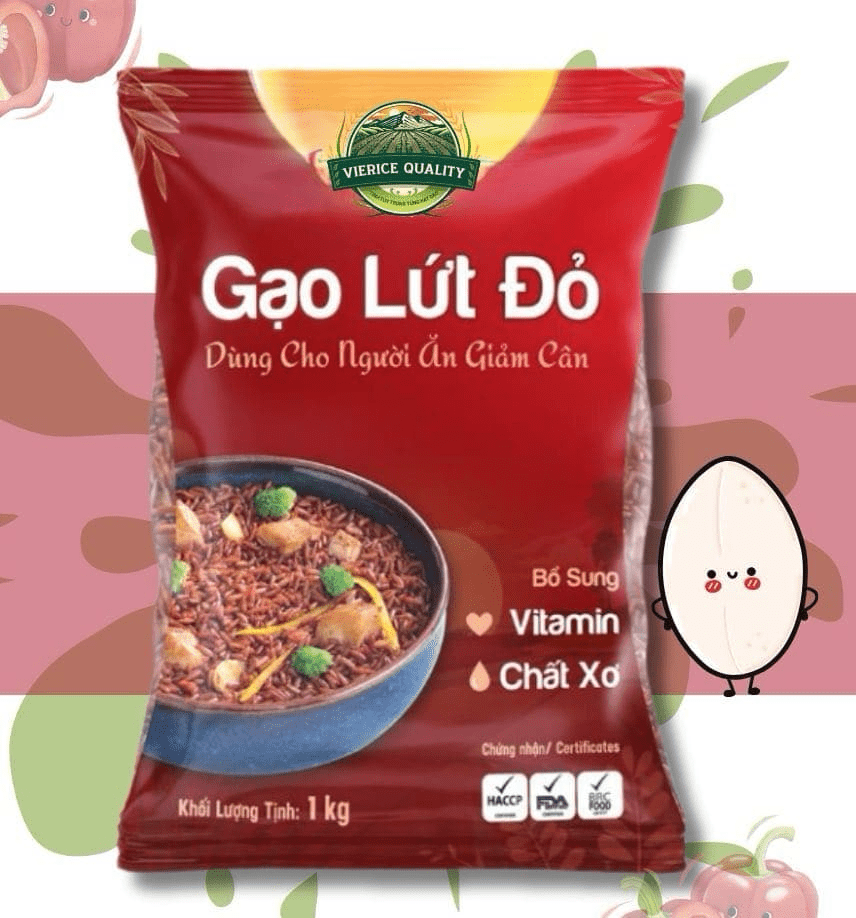 VIERICE QUALITY
Gạo Lứt Đỏ
Dùng Cho Người Ăn Giảm Cân
Bổ Sung
Vitamin
Chất Xơ
Chứng nhận/ Certificates
HACCP
FDA
BRC
FOOD
Khối Lượng Tịnh: 1 kg